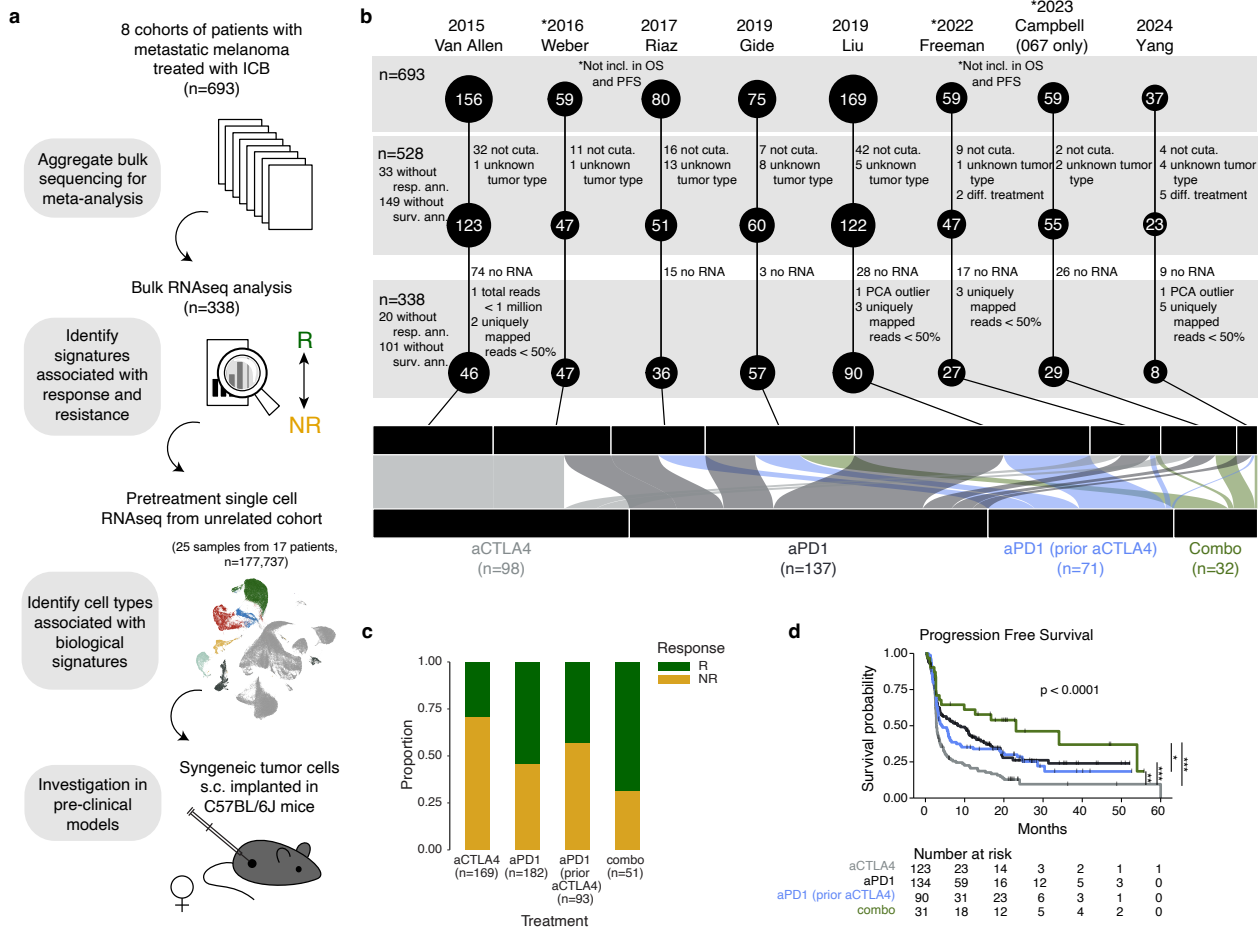 a
8 cohorts of patients with
metastatic melanoma
treated with ICB
(n=693)
Aggregate bulk
sequencing for
meta-analysis
Bulk RNAseq analysis
(n=338)
Identify
signatures
associated with
response and
resistance
R
NR
Pretreatment single cell
RNAseq from unrelated cohort
(25 samples from 17 patients,
n=177,737)
Identify cell types
associated with
biological
signatures
Investigation in
pre-clinical
models
Syngeneic tumor cells
s.c. implanted in
C57BL/6J mice
b
2015
Van Allen
*2016
Weber
2017
Riaz
2019
Gide
2019
Liu
*2022
Freeman
*2023
Campbell
(067 only)
2024
Yang
n=693
*Not incl. in OS
and PFS
*Not incl. in OS
and PFS
156
59
80
75
169
59
59
37
n=528
33 without
resp. ann.
149 without
surv. ann.
32 not cuta.
1 unknown
tumor type
11 not cuta.
1 unknown
tumor type
16 not cuta.
13 unknown
tumor type
7 not cuta.
8 unknown
tumor type
42 not cuta.
5 unknown
tumor type
9 not cuta.
1 unknown tumor
type
2 diff. treatment
2 not cuta.
2 unknown tumor
type
4 not cuta.
4 unknown tumor
type
5 diff. treatment
123
47
51
60
122
47
55
23
74 no RNA
15 no RNA
3 no RNA
28 no RNA
17 no RNA
26 no RNA
9 no RNA
n=338
20 without
resp. ann.
101 without
surv. ann.
1 total reads
< 1 million
2 uniquely
mapped
reads < 50%
1 PCA outlier
3 uniquely
mapped
reads < 50%
3 uniquely
mapped
reads < 50%
1 PCA outlier
5 uniquely
mapped
reads < 50%
46
47
36
57
90
27
29
8
aCTLA4
(n=98)
aPD1
(n=137)
aPD1 (prior aCTLA4)
(n=71)
Combo
(n=32)
c
Response
R
NR
Proportion
1.00
0.75
0.50
0.25
0.00
aCTLA4
(n=169)
aPD1
(n=182)
aPD1
(prior
aCTLA4)
(n=93)
combo
(n=51)
Treatment
d
Progression Free Survival
Survival probability
1.00
0.75
0.50
0.25
0.00
p < 0.0001
**
***
*
***
0 10 20 30 40 50 60
Months
Number at risk
aCTLA4 123 23 14 3 2 1 1
aPD1 134 59 16 12 5 3 0
aPD1 (prior aCTLA4) 90 31 23 6 3 1 0
combo 31 18 12 5 4 2 0